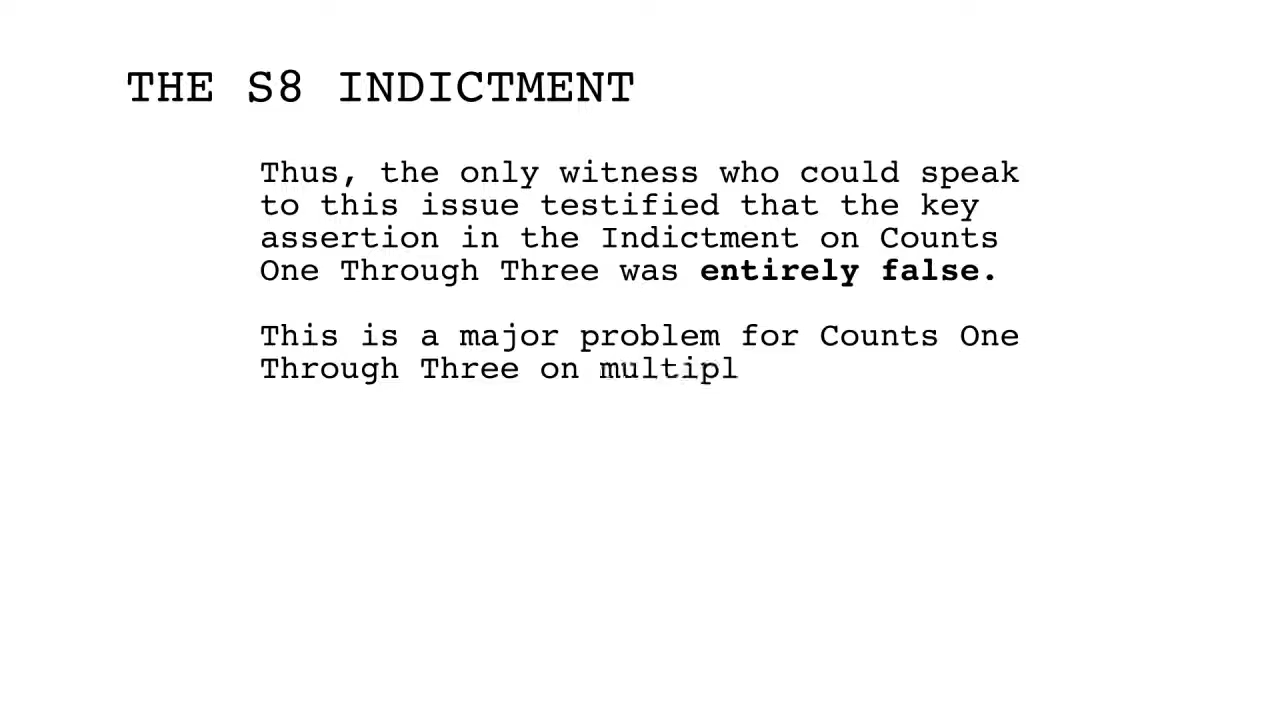 THE S8 INDICTMENT
Thus, the only witness who could speak
to this issue testified that the key
assertion in the Indictment on Counts
One Through Three was entirely false.
This is a major problem for Counts One
Through Three on multipl